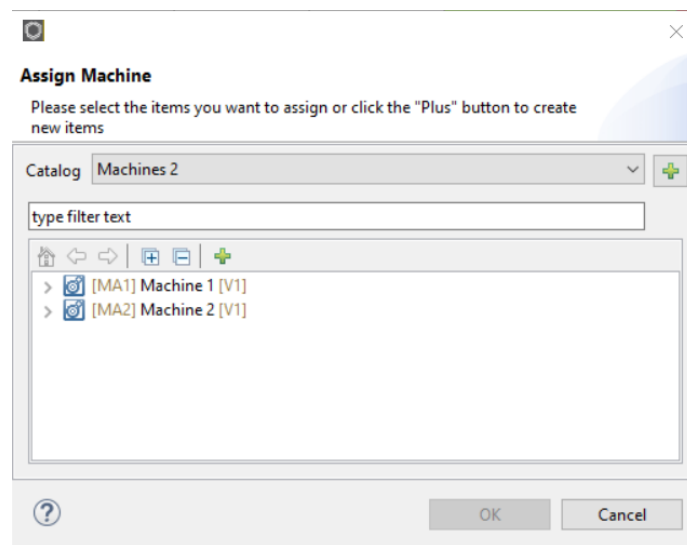 Assign Machine
Please select the items you want to assign or click the "Plus" button to create
new items
Catalog Machines 2
type filter text
[MA1] Machine 1 [V1]
[MA2] Machine 2 [V1]
OK Cancel